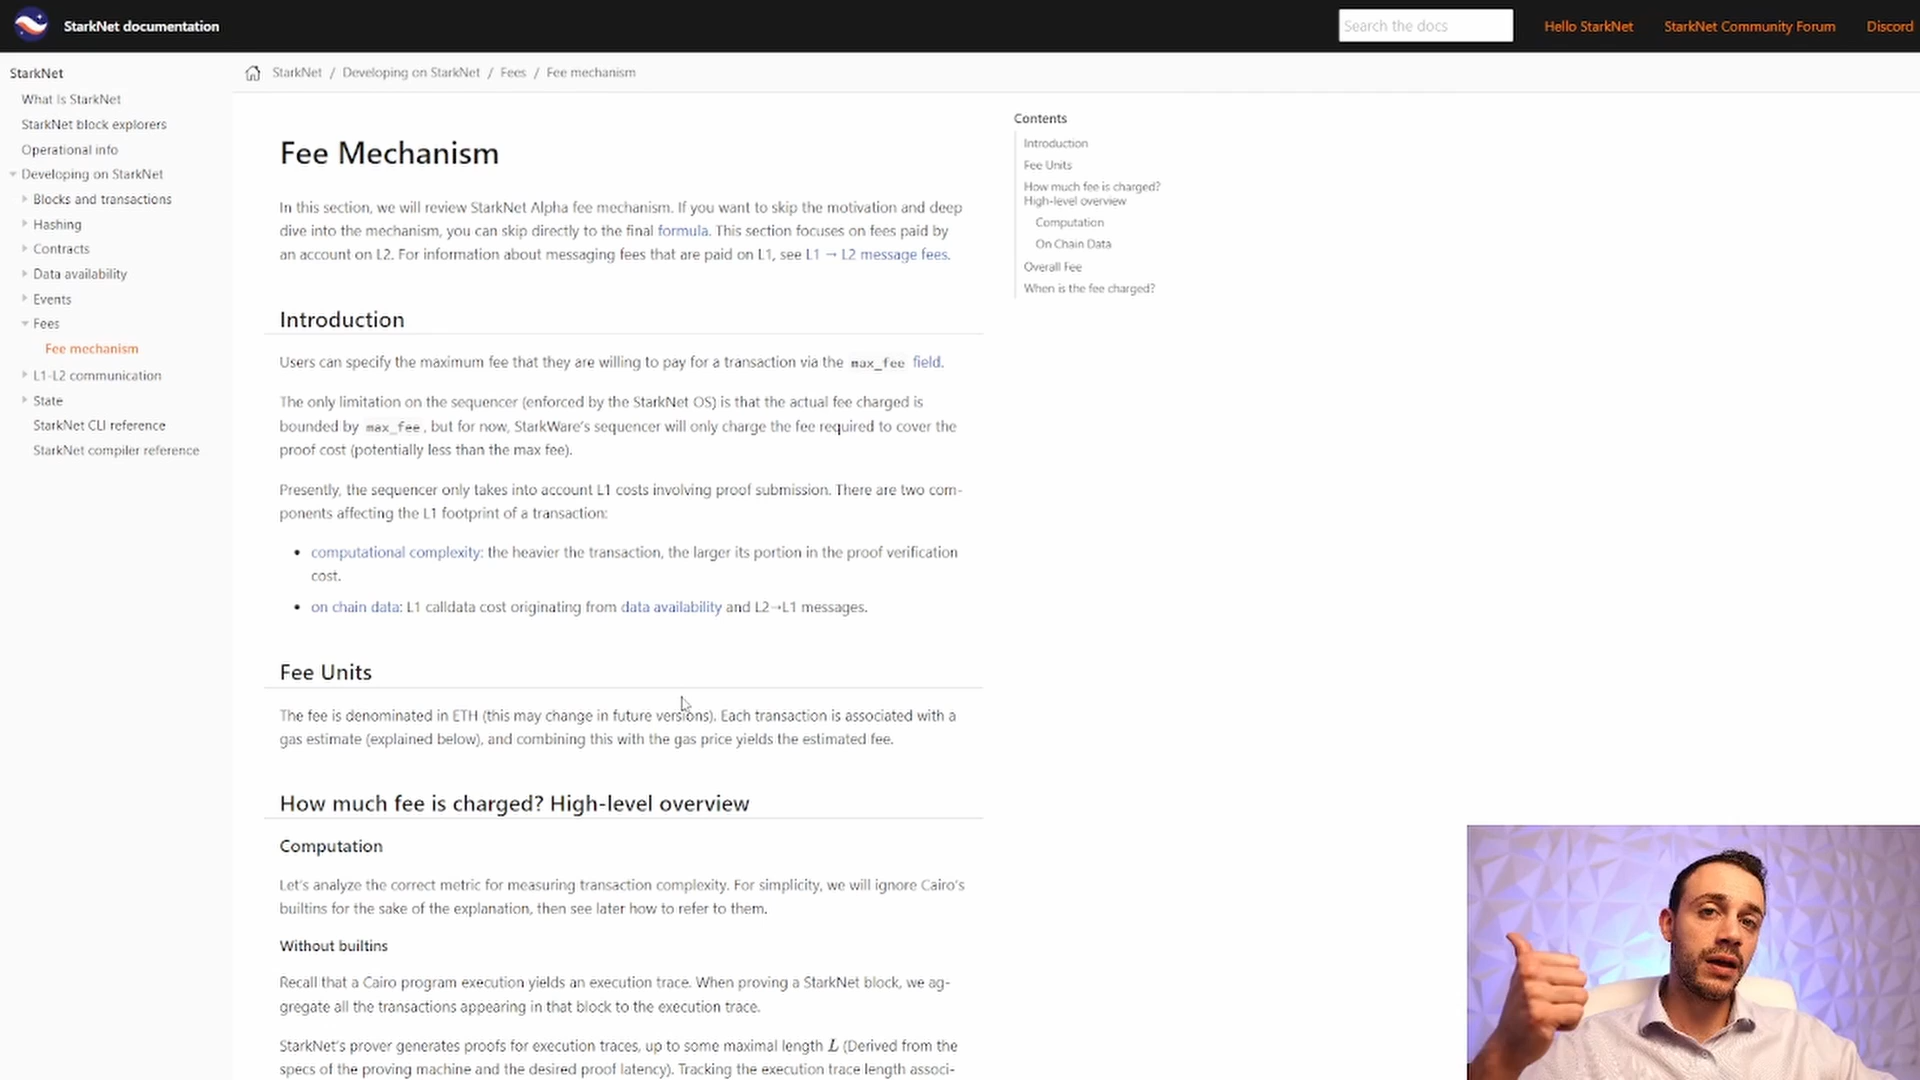 StarkNet documentation
Search the docs
Hello StarkNet
StarkNet Community Forum
Discord
StarkNet
What is StarkNet
StarkNet block explorers
Operational info
Developing on StarkNet
Blocks and transactions
Hashing
Contracts
Data availability
Events
Fees
Fee mechanism
L1-L2 communication
State
StarkNet CLI reference
StarkNet compiler reference
StarkNet / Developing on StarkNet / Fees / Fee mechanism
Fee Mechanism
In this section, we will review StarkNet Alpha fee mechanism. If you want to skip the motivation and deep
dive into the mechanism, you can skip directly to the final formula. This section focuses on fees paid by
an account on L2. For information about messaging fees that are paid on L1, see L1 → L2 message fees.
Introduction
Users can specify the maximum fee that they are willing to pay for a transaction via the max_fee field.
The only limitation on the sequencer (enforced by the StarkNet OS) is that the actual fee charged is
bounded by max_fee, but for now, StarkWare's sequencer will only charge the fee required to cover the
proof cost (potentially less than the max fee).
Presently, the sequencer only takes into account L1 costs involving proof submission. There are two com-
ponents affecting the L1 footprint of a transaction:
• computational complexity: the heavier the transaction, the larger its portion in the proof verification
cost.
• on chain data: L1 calldata cost originating from data availability and L2→L1 messages.
Fee Units
The fee is denominated in ETH (this may change in future versions). Each transaction is associated with a
gas estimate (explained below), and combining this with the gas price yields the estimated fee.
How much fee is charged? High-level overview
Computation
Let's analyze the correct metric for measuring transaction complexity. For simplicity, we will ignore Cairo's
builtins for the sake of the explanation, then see later how to refer to them.
Without builtins
Recall that a Cairo program execution yields an execution trace. When proving a StarkNet block, we ag-
gregate all the transactions appearing in that block to the execution trace.
StarkNet's prover generates proofs for execution traces, up to some maximal length L (Derived from the
specs of the proving machine and the desired proof latency). Tracking the execution trace length associ-
Contents
Introduction
Fee Units
How much fee is charged?
High-level overview
Computation
On Chain Data
Overall Fee
When is the fee charged?